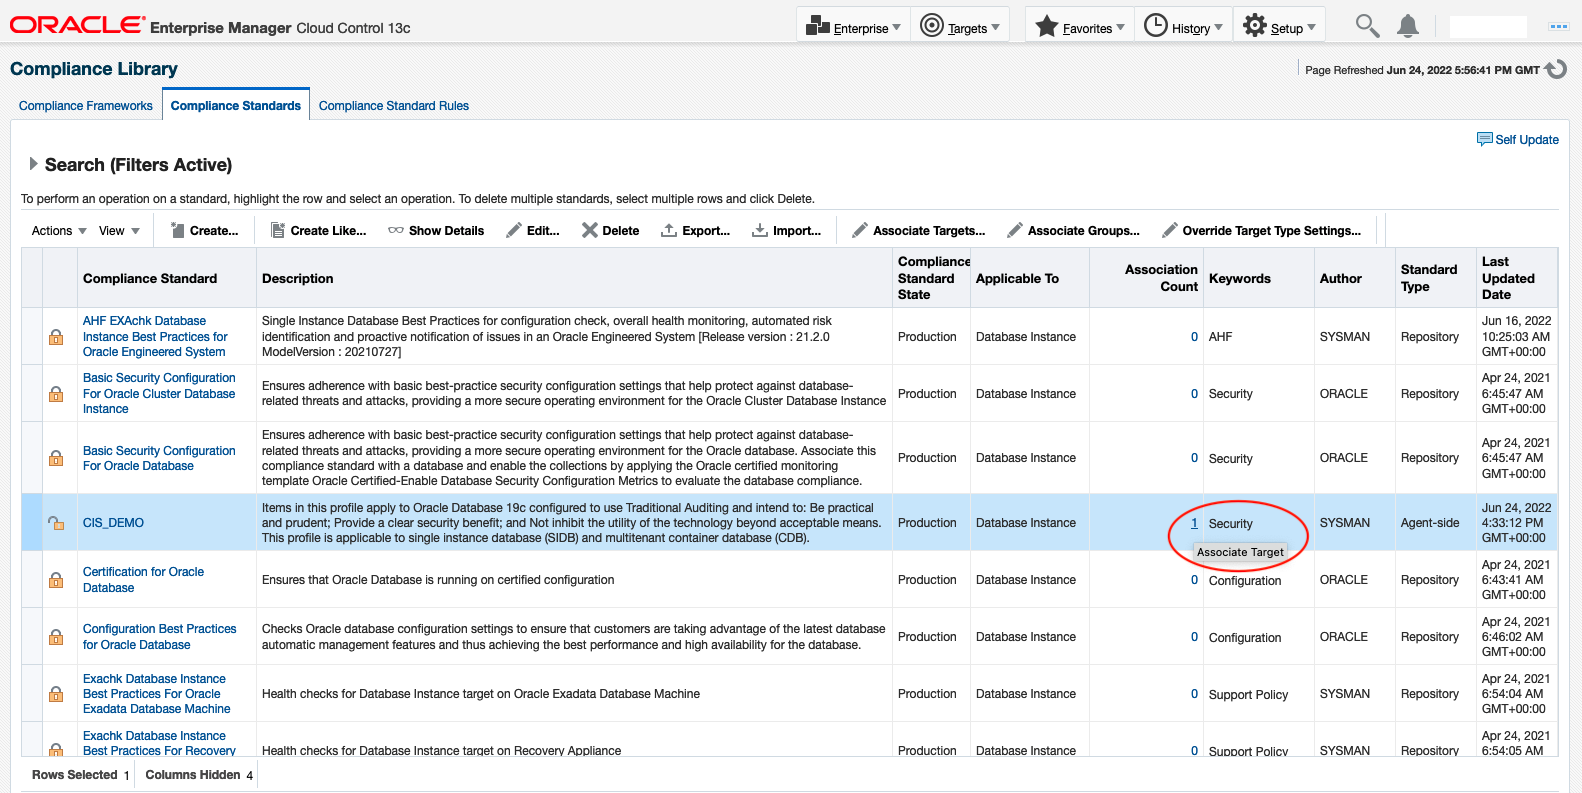 ORACLE Enterprise Manager Cloud Control 13c
Enterprise
Targets
Favorites
History
Setup
Compliance Library
Page Refreshed Jun 24, 2022 5:56:41 PM GMT
Compliance Frameworks
Compliance Standards
Compliance Standard Rules
Self Update
Search (Filters Active)
To perform an operation on a standard, highlight the row and select an operation. To delete multiple standards, select multiple rows and click Delete.
Actions
View
Create...
Create Like...
Show Details
Edit...
Delete
Export...
Import...
Associate Targets...
Associate Groups...
Override Target Type Settings...
Compliance Standard
Description
Compliance
Standard
State
Applicable To
Association
Count
Keywords
Author
Standard
Type
Last
Updated
Date
AHF EXAchk Database
Instance Best Practices for
Oracle Engineered System
Single Instance Database Best Practices for configuration check, overall health monitoring, automated risk
identification and proactive notification of issues in an Oracle Engineered System [Release version : 21.2.0
ModelVersion : 20210727]
Production
Database Instance
0
AHF
SYSMAN
Repository
Jun 16, 2022
10:25:03 AM
GMT+00:00
Basic Security Configuration
For Oracle Cluster Database
Instance
Ensures adherence with basic best-practice security configuration settings that help protect against database-
related threats and attacks, providing a more secure operating environment for the Oracle Cluster Database Instance
Production
Database Instance
0
Security
ORACLE
Repository
Apr 24, 2021
6:45:47 AM
GMT+00:00
Basic Security Configuration
For Oracle Database
Ensures adherence with basic best-practice security configuration settings that help protect against database-
related threats and attacks, providing a more secure operating environment for the Oracle database. Associate this
compliance standard with a database and enable the collections by applying the Oracle certified monitoring
template Oracle Certified-Enable Database Security Configuration Metrics to evaluate the database compliance.
Production
Database Instance
0
Security
ORACLE
Repository
Apr 24, 2021
6:45:47 AM
GMT+00:00
CIS_DEMO
Items in this profile apply to Oracle Database 19c configured to use Traditional Auditing and intend to: Be practical
and prudent; Provide a clear security benefit; and Not inhibit the utility of the technology beyond acceptable means.
This profile is applicable to single instance database (SIDB) and multitenant container database (CDB).
Production
Database Instance
1
Security
SYSMAN
Agent-side
Jun 24, 2022
4:33:12 PM
GMT+00:00
Associate Target
Certification for Oracle
Database
Ensures that Oracle Database is running on certified configuration
Production
Database Instance
0
Configuration
ORACLE
Repository
Apr 24, 2021
6:43:41 AM
GMT+00:00
Configuration Best Practices
for Oracle Database
Checks Oracle database configuration settings to ensure that customers are taking advantage of the latest database
automatic management features and thus achieving the best performance and high availability for the database.
Production
Database Instance
0
Configuration
ORACLE
Repository
Apr 24, 2021
6:46:02 AM
GMT+00:00
Exachk Database Instance
Best Practices For Oracle
Exadata Database Machine
Health checks for Database Instance target on Oracle Exadata Database Machine
Production
Database Instance
0
Support Policy
SYSMAN
Repository
Apr 24, 2021
6:54:04 AM
GMT+00:00
Exachk Database Instance
Best Practices For Recovery
Health checks for Database Instance target on Recovery Appliance
Production
Database Instance
0
Support Policy
SYSMAN
Repository
Apr 24, 2021
6:54:05 AM
Rows Selected 1
Columns Hidden 4